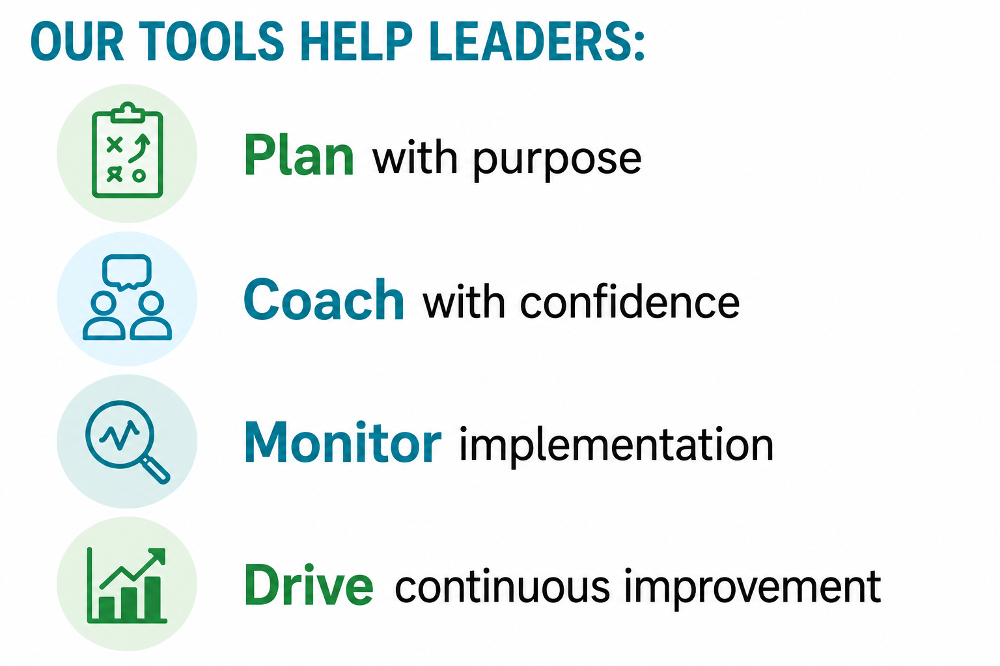 OUR TOOLS HELP LEADERS:
Plan with purpose
Coach with confidence
Monitor implementation
Drive continuous improvement